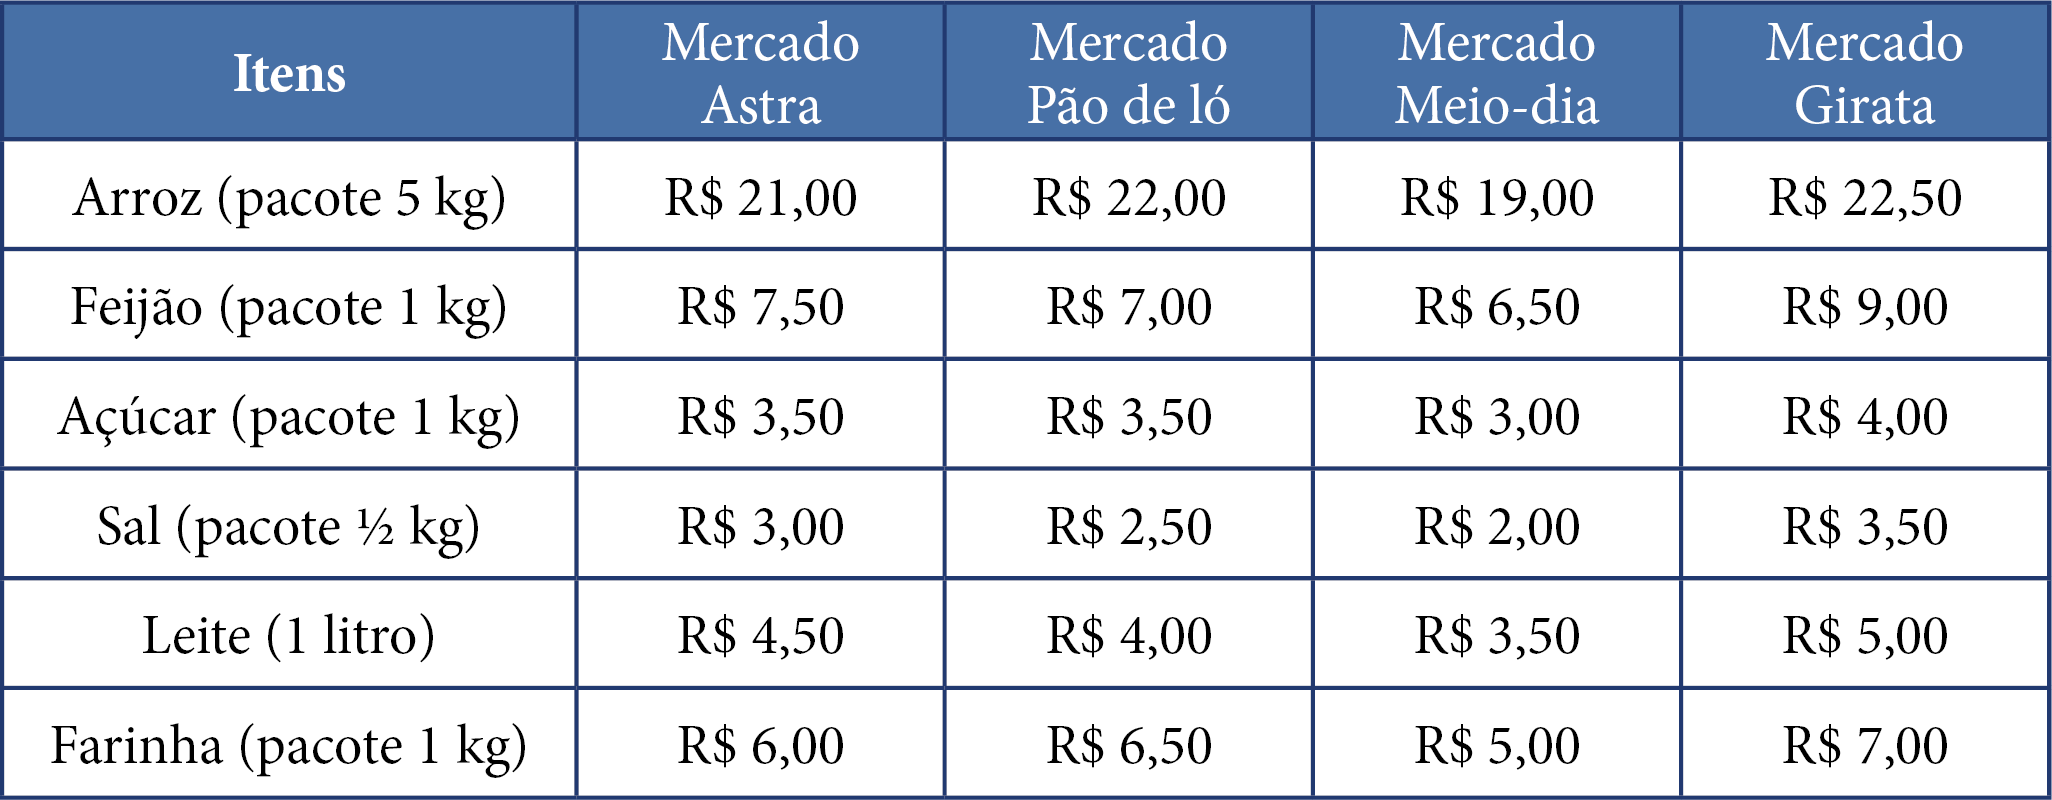 Itens Mercado Astra Mercado Pão de ló Mercado Meio-dia Mercado Girata
Arroz (pacote 5 kg) R$ 21,00 R$ 22,00 R$ 19,00 R$ 22,50
Feijão (pacote 1 kg) R$ 7,50 R$ 7,00 R$ 6,50 R$ 9,00
Açúcar (pacote 1 kg) R$ 3,50 R$ 3,50 R$ 3,00 R$ 4,00
Sal (pacote ½ kg) R$ 3,00 R$ 2,50 R$ 2,00 R$ 3,50
Leite (1 litro) R$ 4,50 R$ 4,00 R$ 3,50 R$ 5,00
Farinha (pacote 1 kg) R$ 6,00 R$ 6,50 R$ 5,00 R$ 7,00